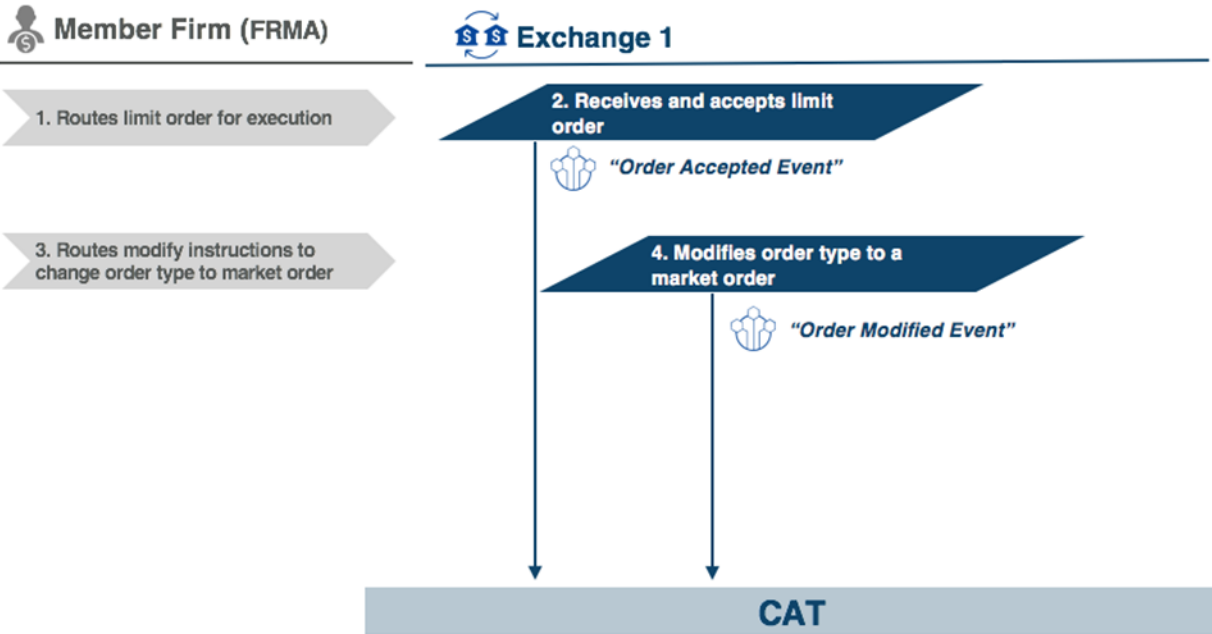 Member Firm (FRMA)
Exchange 1
1. Routes limit order for execution
2. Receives and accepts limit
order
“Order Accepted Event”
3. Routes modify instructions to
change order type to market order
4. Modifies order type to a
market order
“Order Modified Event”
CAT